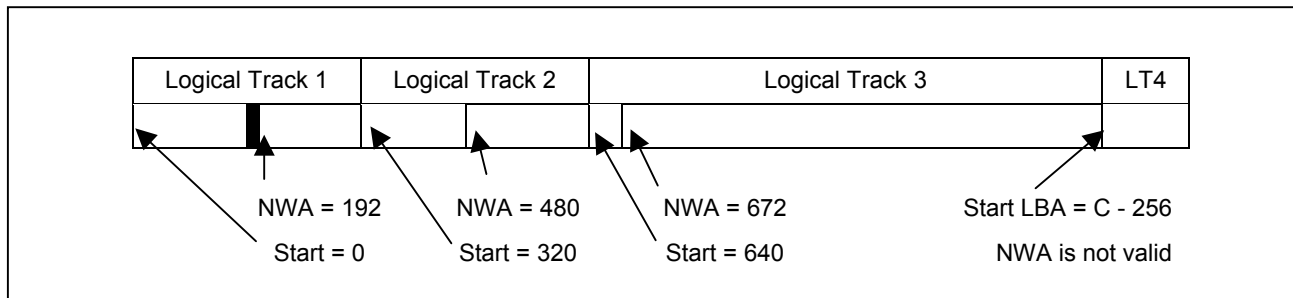 Logical Track 1 Logical Track 2 Logical Track 3 LT4
NWA = 192 NWA = 480 NWA = 672 Start LBA = C - 256
Start = 0 Start = 320 Start = 640 NWA is not valid